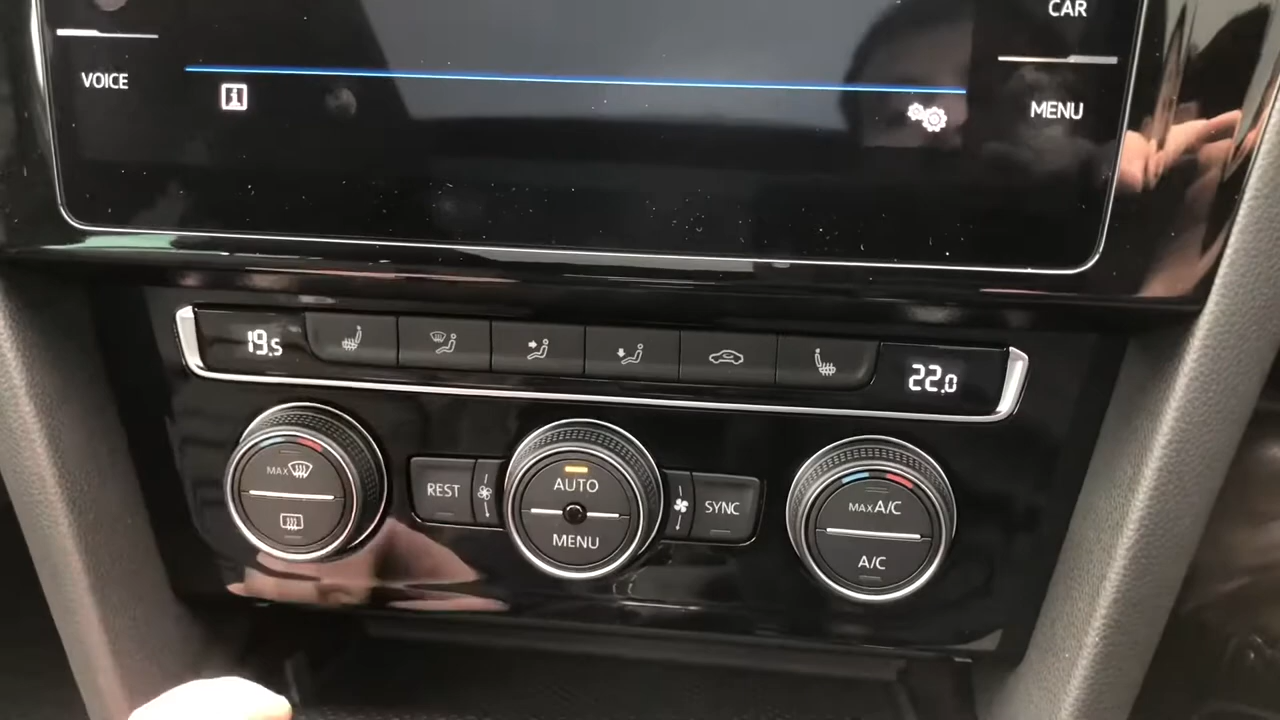 CAR
VOICE
MENU
i
19.5
22.0
MAX
REST
AUTO
MENU
SYNC
MAX A/C
A/C